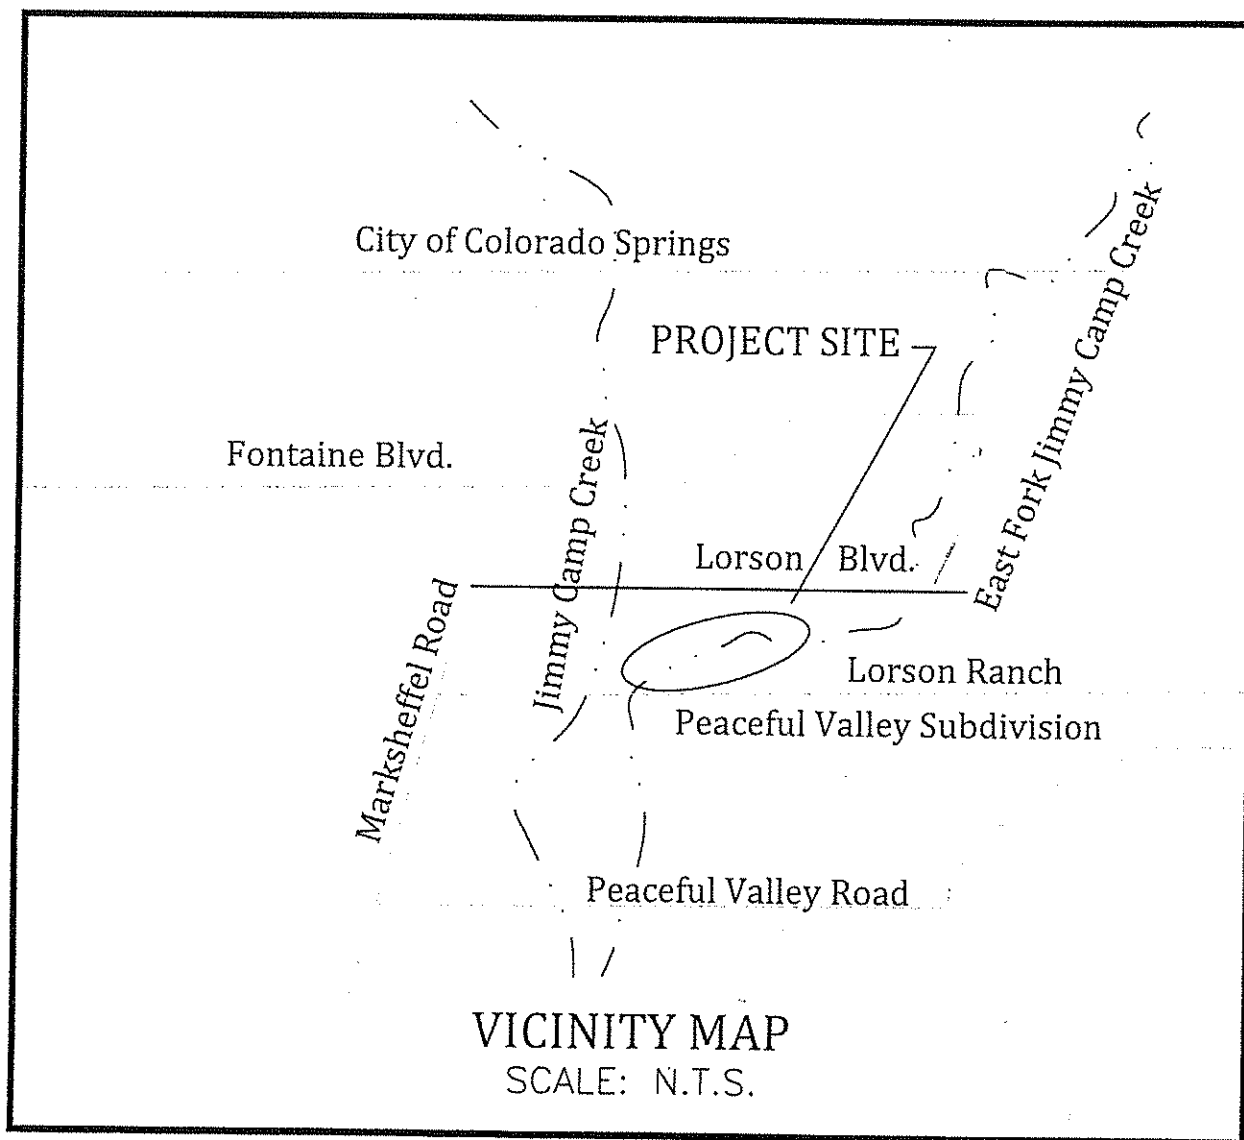 City of Colorado Springs
East Fork Jimmy Camp Creek
PROJECT SITE
Fontaine Blvd.
Jimmy Camp Creek
Lorson Blvd.
Marksheffel Road
Lorson Ranch
Peaceful Valley Subdivision
Peaceful Valley Road
VICINITY MAP
SCALE: N.T.S.